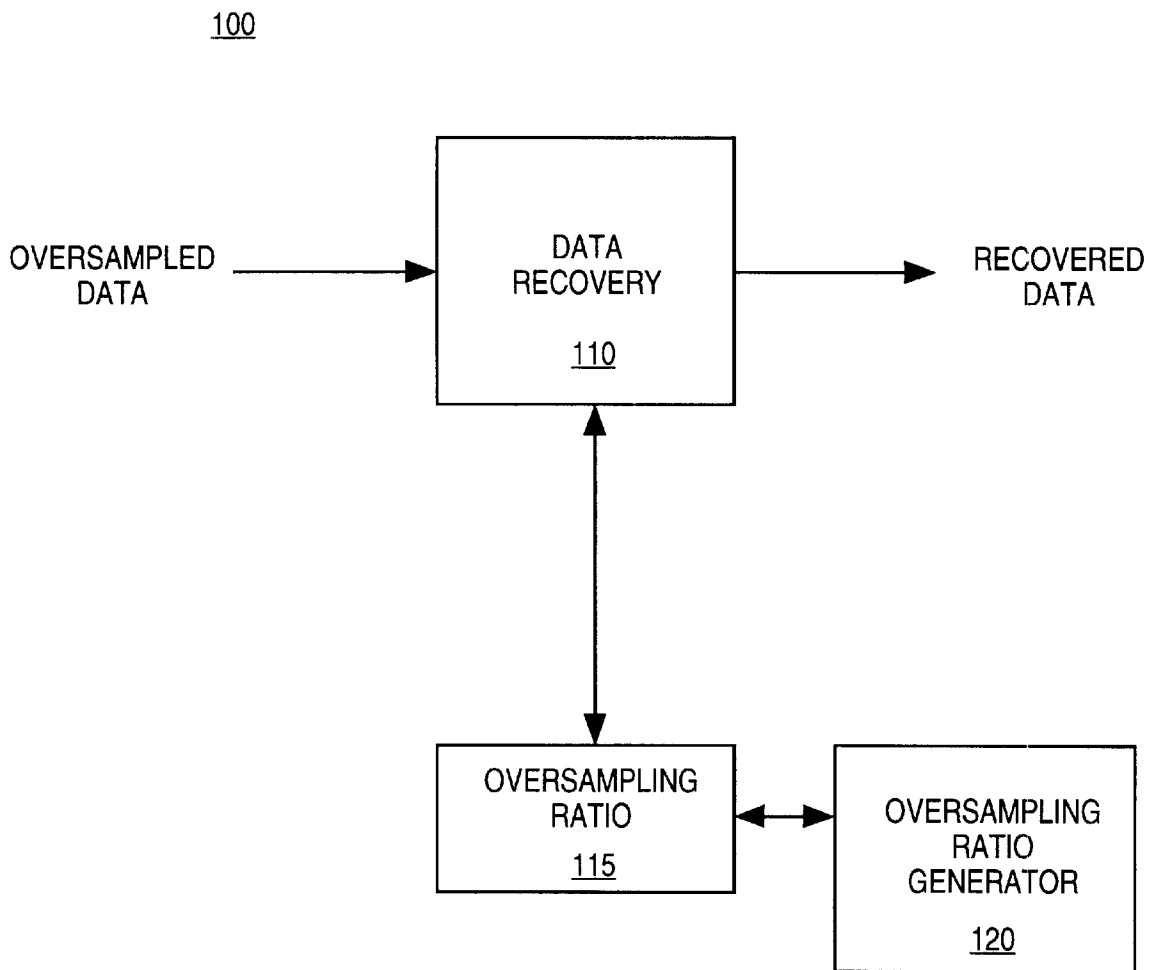 100
OVERSAMPLED
DATA
DATA
RECOVERY
110
RECOVERED
DATA
OVERSAMPLING
RATIO
115
OVERSAMPLING
RATIO
GENERATOR
120